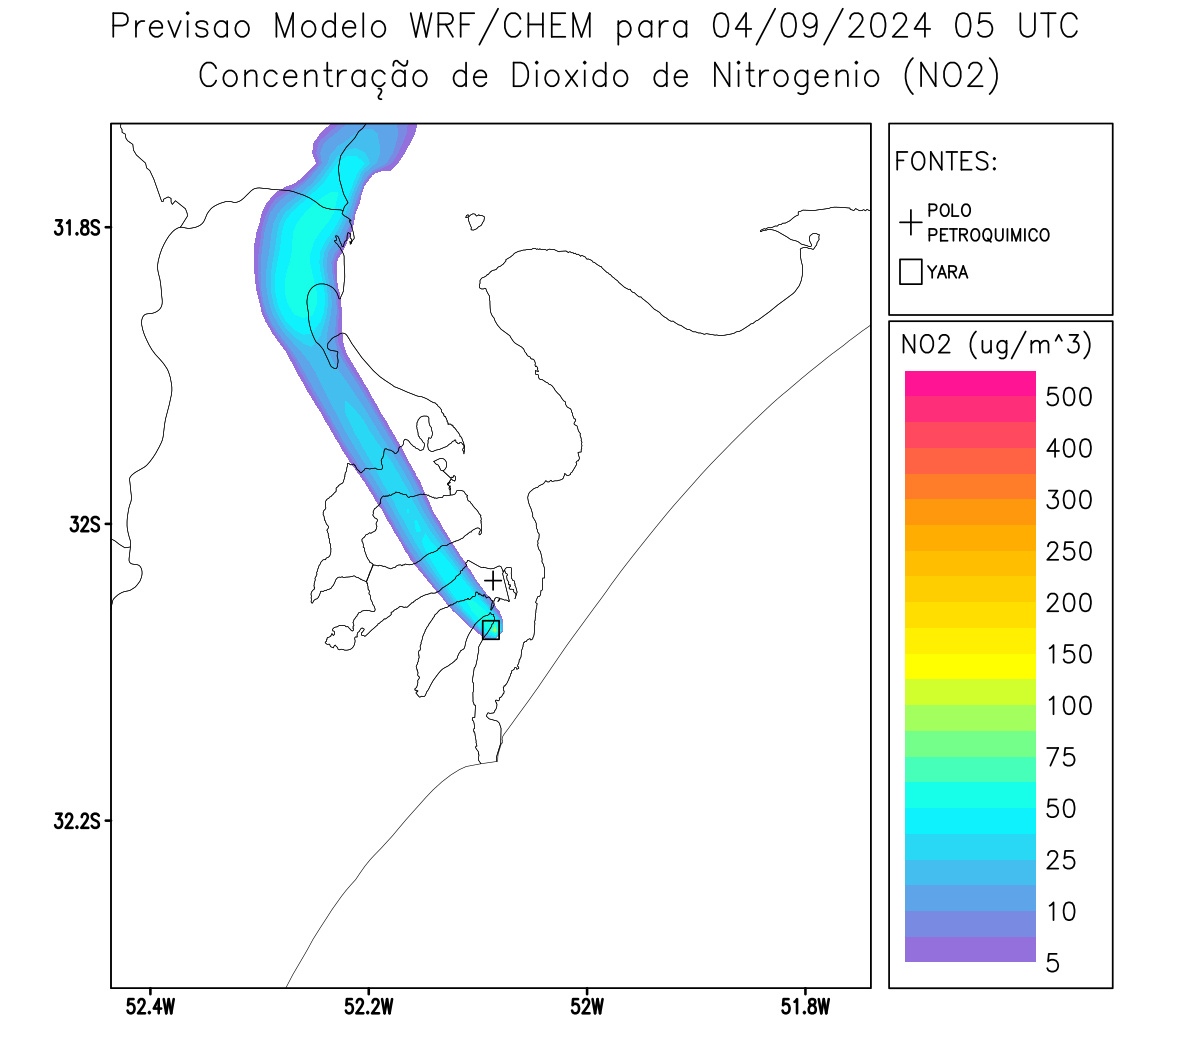 Previsao Modelo WRF/CHEM para 04/09/2024 05 UTC
Concentração de Dioxido de Nitrogenio (NO2)
FONTES:
POLO
PETROQUIMICO
YARA
NO2 (ug/m^3)
500
400
300
250
200
150
100
75
50
25
10
5
31.8S
32S
32.2S
52.4W
52.2W
52W
51.8W